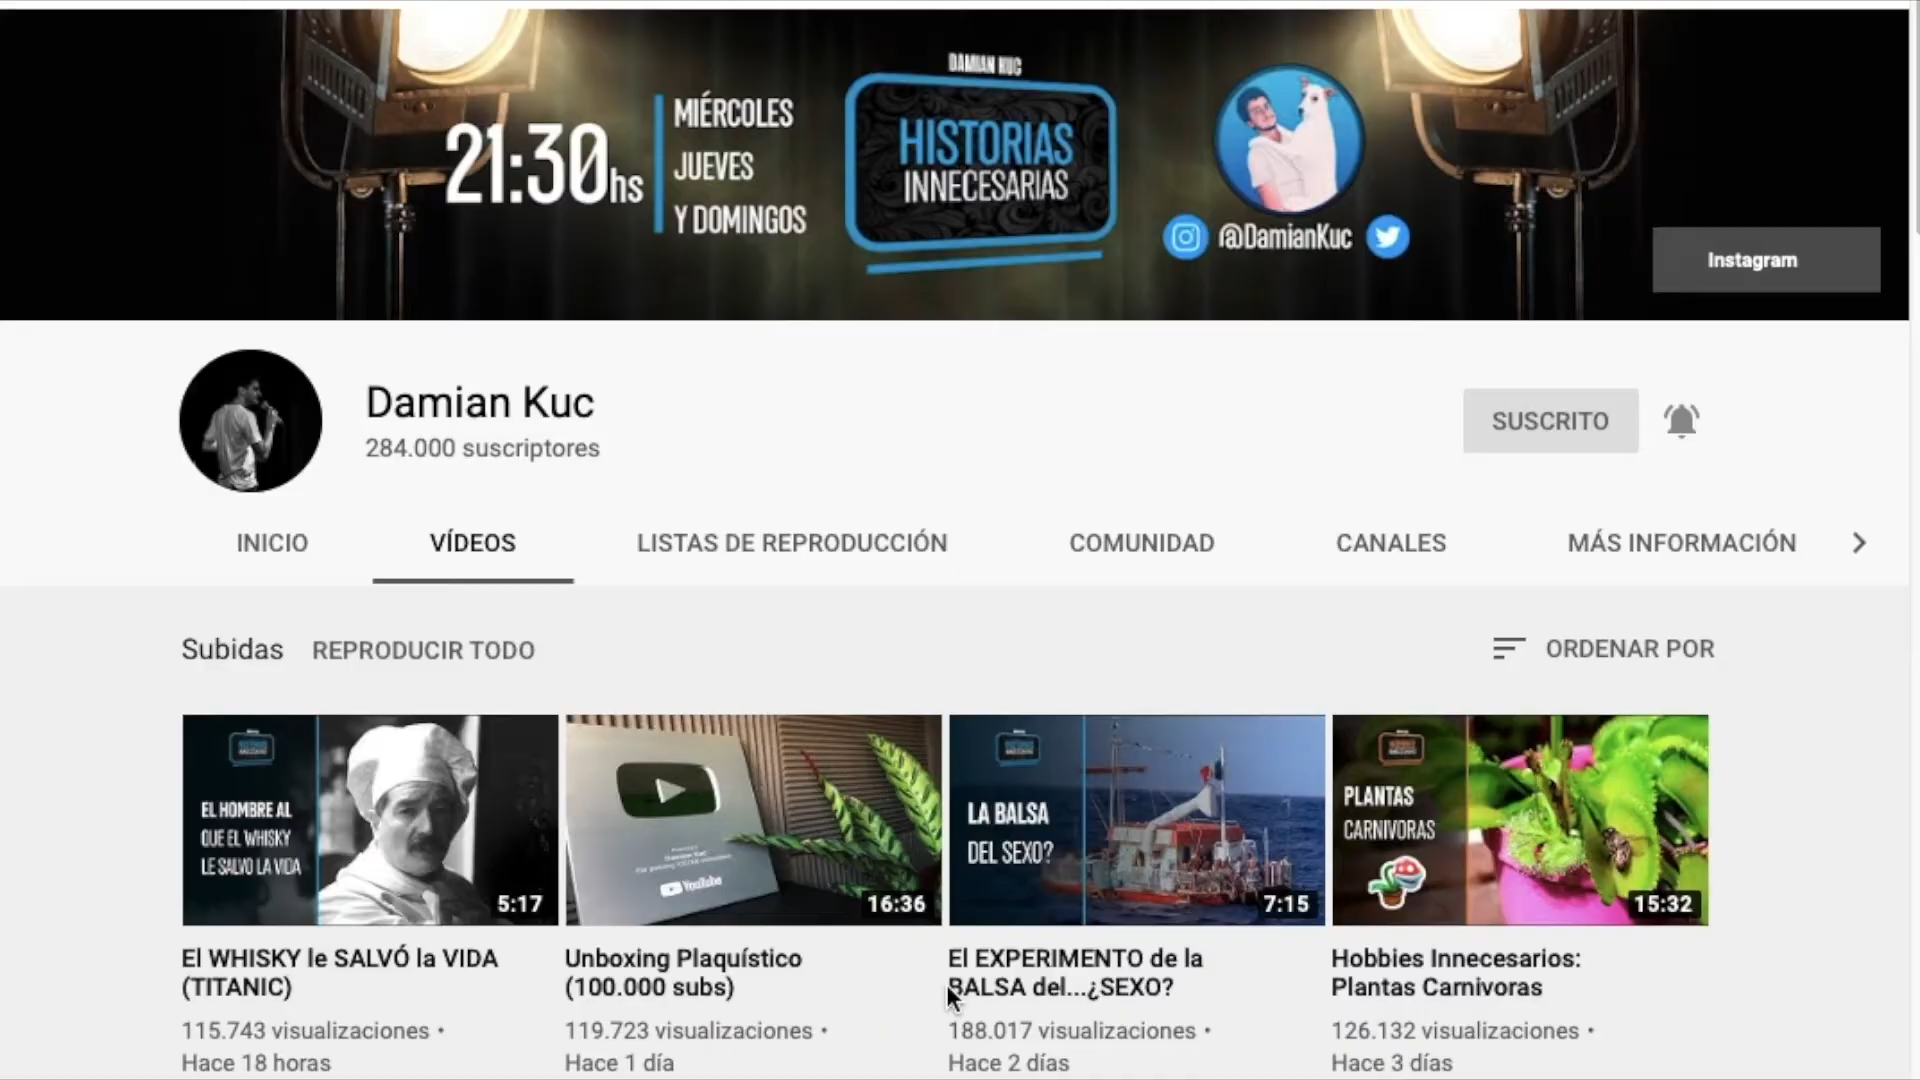 DAMIAN KUC
21:30hs
MIÉRCOLES
JUEVES
Y DOMINGOS
HISTORIAS
INNECESARIAS
@DamianKuc
Instagram
Damian Kuc
284.000 suscriptores
SUSCRITO
INICIO VÍDEOS LISTAS DE REPRODUCCIÓN COMUNIDAD CANALES MÁS INFORMACIÓN
Subidas REPRODUCIR TODO
ORDENAR POR
EL HOMBRE AL
QUE EL WHISKY
LE SALVO LA VIDA
5:17
Damian Kuc
YouTube
16:36
LA BALSA
DEL SEXO?
7:15
PLANTAS
CARNIVORAS
15:32
El WHISKY le SALVÓ la VIDA
(TITANIC)
115.743 visualizaciones •
Hace 18 horas
Unboxing Plaquístico
(100.000 subs)
119.723 visualizaciones •
Hace 1 día
El EXPERIMENTO de la
BALSA del...¿SEXO?
188.017 visualizaciones •
Hace 2 días
Hobbies Innecesarios:
Plantas Carnivoras
126.132 visualizaciones •
Hace 3 días